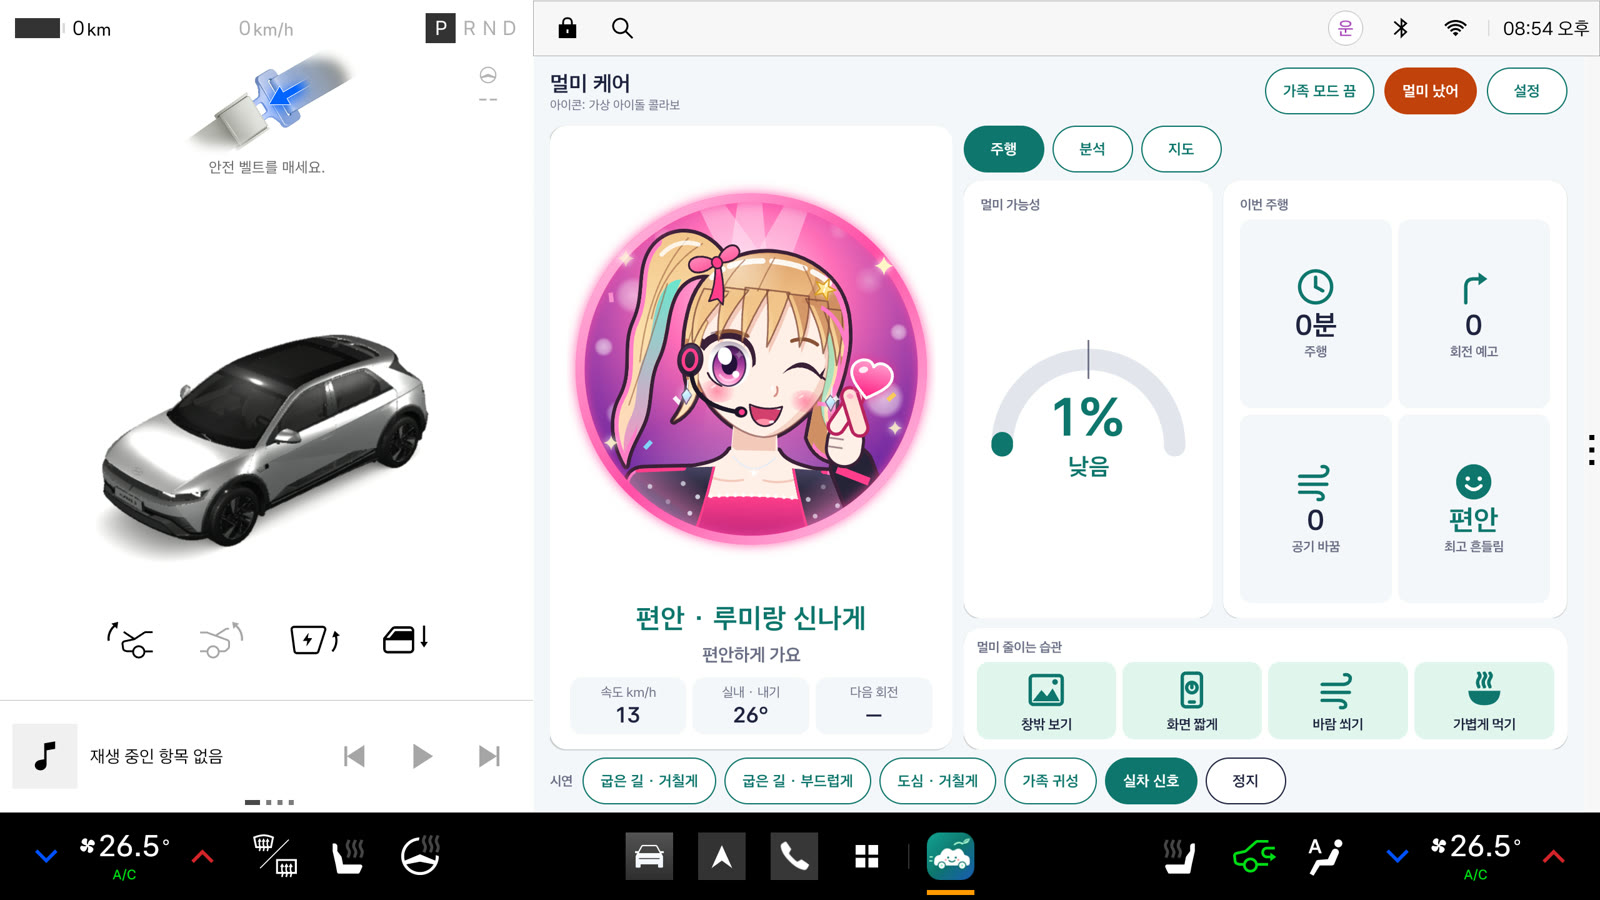 0 km
0 km/h
P R N D
--
안전 벨트를 매세요.
재생 중인 항목 없음
운
08:54 오후
멀미 케어
아이콘: 가상 아이돌 콜라보
가족 모드 끔
멀미 났어
설정
주행
분석
지도
편안 · 루미랑 신나게
편안하게 가요
속도 km/h
13
실내 · 내기
26°
다음 회전
—
멀미 가능성
1%
낮음
이번 주행
0분
주행
0
회전 예고
0
공기 바꿈
편안
최고 흔들림
멀미 줄이는 습관
창밖 보기
화면 짧게
바람 쐬기
가볍게 먹기
시연
굽은 길 · 거칠게
굽은 길 · 부드럽게
도심 · 거칠게
가족 귀성
실차 신호
정지
26.5°
A/C
A
26.5°
A/C